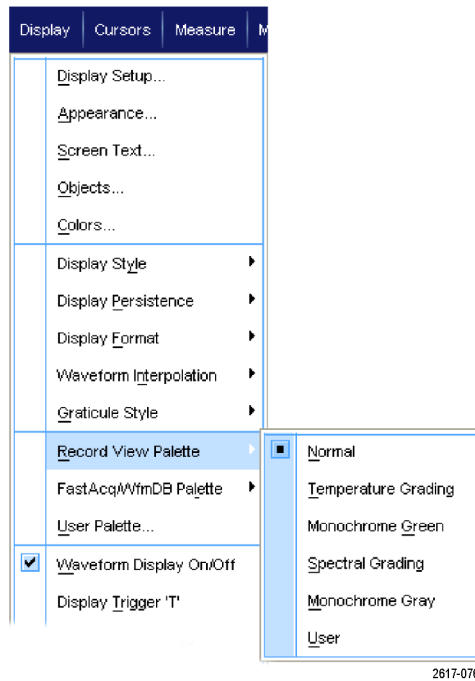 Display Cursors Measure
Display Setup...
Appearance...
Screen Text...
Objects...
Colors...
Display Style
Display Persistence
Display Format
Waveform Interpolation
Graticule Style
Record View Palette
FastAcq/WfmDB Palette
User Palette...
Waveform Display On/Off
Display Trigger 'T'
Normal
Temperature Grading
Monochrome Green
Spectral Grading
Monochrome Gray
User